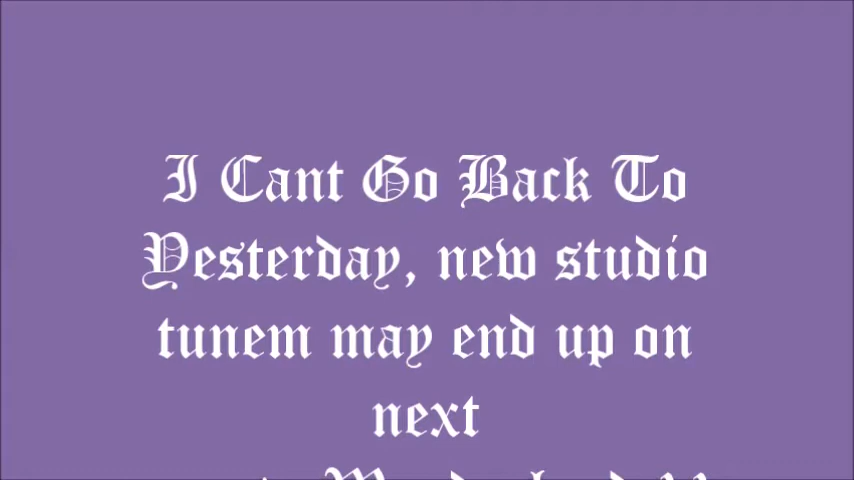 I Cant Go Back To
Yesterday, new studio
tunem may end up on
next